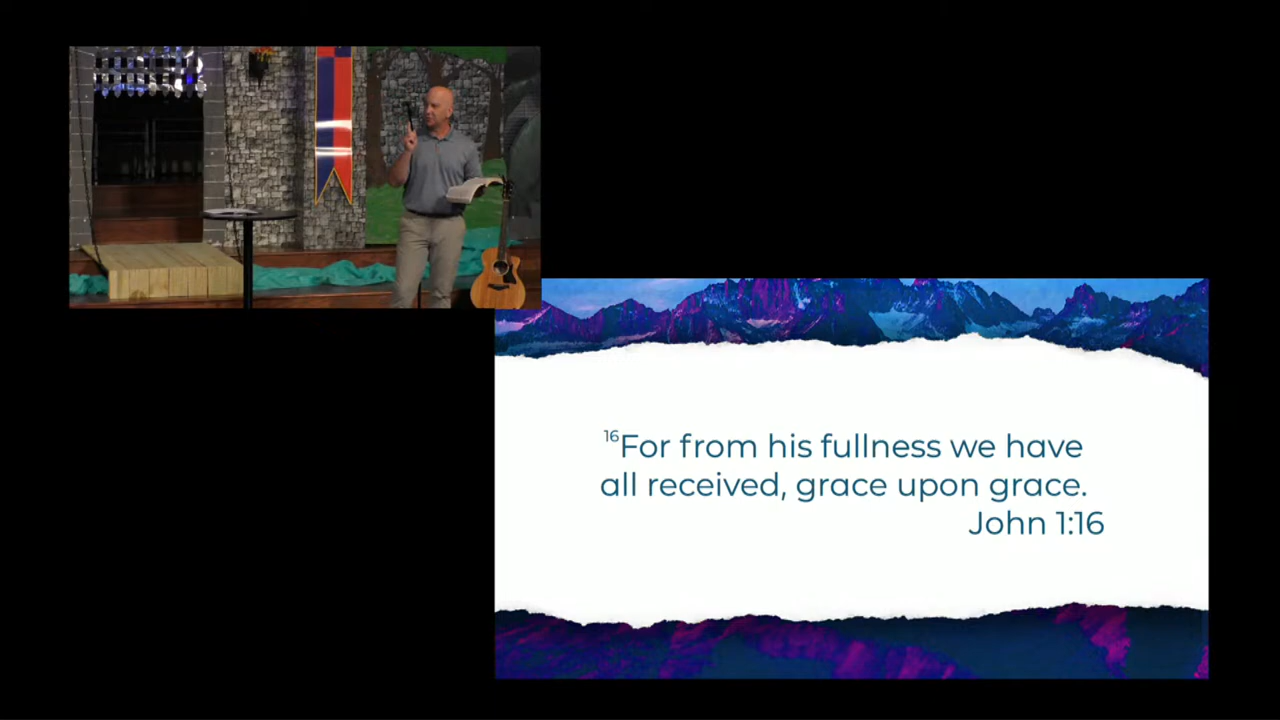 ¹⁶For from his fullness we have
all received, grace upon grace.
John 1:16